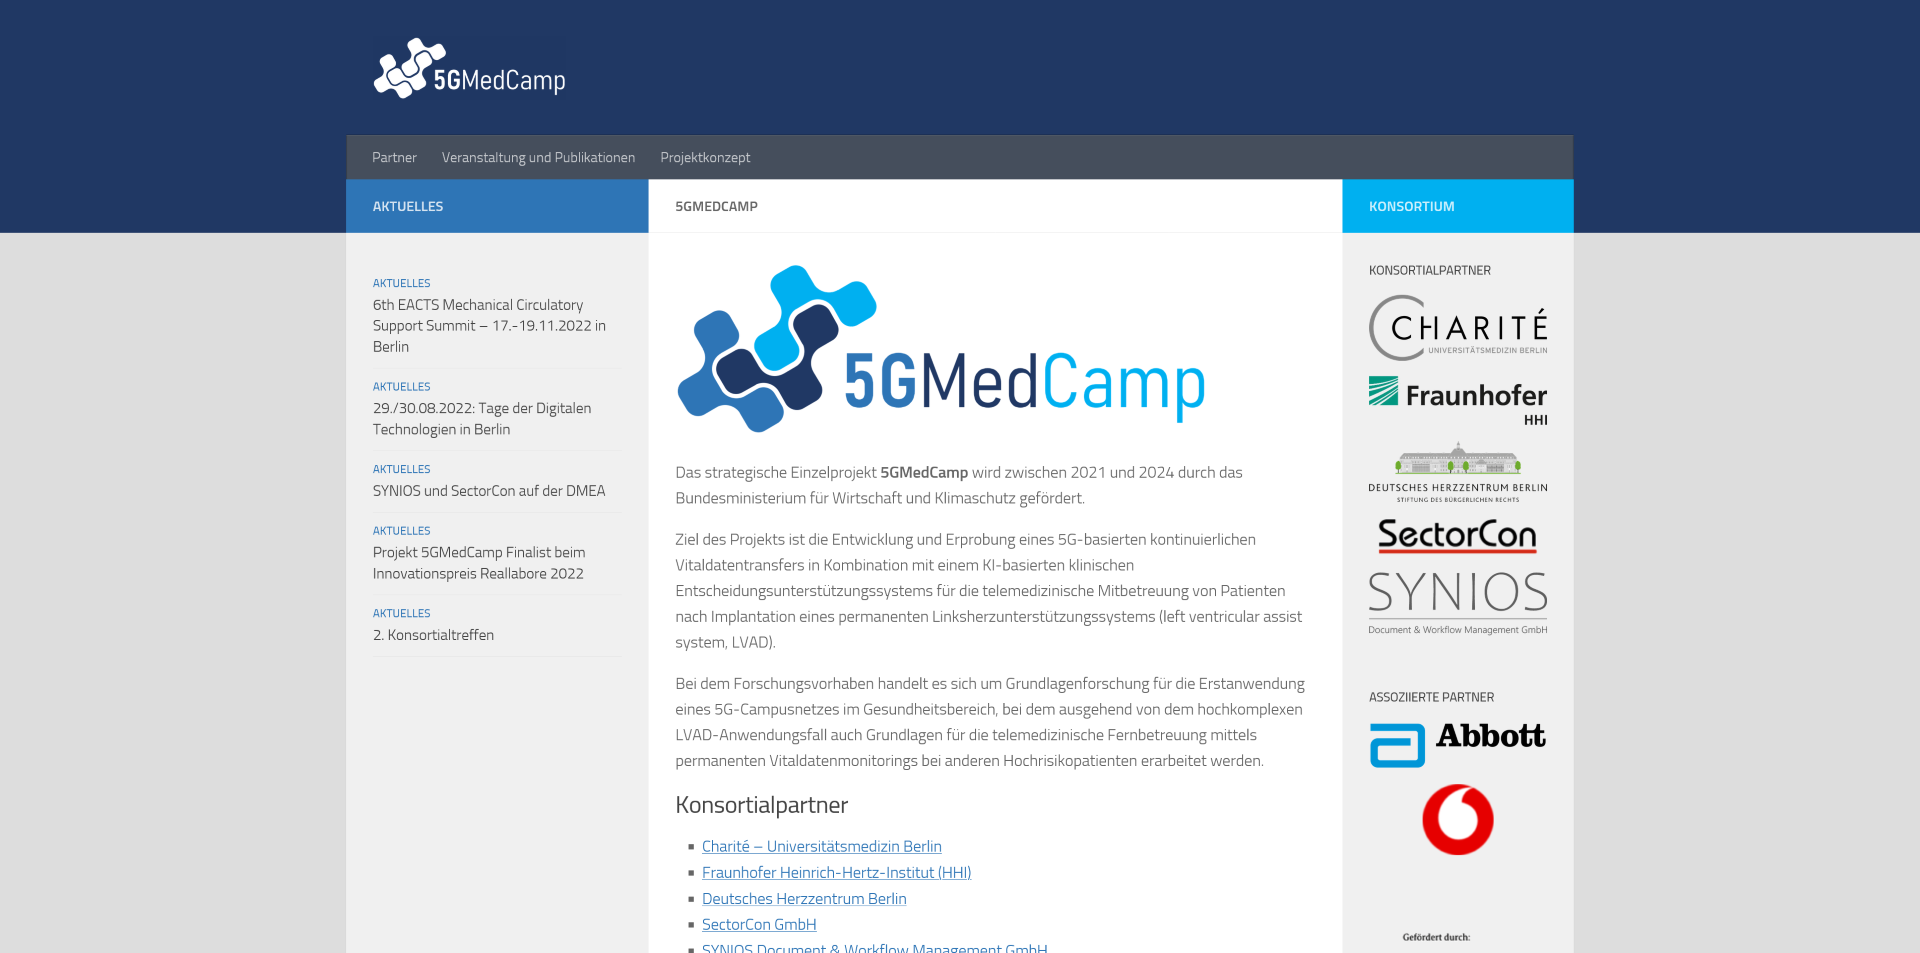 5GMedCamp
Partner
Veranstaltung und Publikationen
Projektkonzept
AKTUELLES
AKTUELLES
6th EACTS Mechanical Circulatory
Support Summit – 17.-19.11.2022 in
Berlin
AKTUELLES
29./30.08.2022: Tage der Digitalen
Technologien in Berlin
AKTUELLES
SYNIOS und SectorCon auf der DMEA
AKTUELLES
Projekt 5GMedCamp Finalist beim
Innovationspreis Reallabore 2022
AKTUELLES
2. Konsortialtreffen
5GMEDCAMP
5GMedCamp
Das strategische Einzelprojekt 5GMedCamp wird zwischen 2021 und 2024 durch das
Bundesministerium für Wirtschaft und Klimaschutz gefördert.
Ziel des Projekts ist die Entwicklung und Erprobung eines 5G-basierten kontinuierlichen
Vitaldatentransfers in Kombination mit einem KI-basierten klinischen
Entscheidungsunterstützungssystems für die telemedizinische Mitbetreuung von Patienten
nach Implantation eines permanenten Linksherzunterstützungssystems (left ventricular assist
system, LVAD).
Bei dem Forschungsvorhaben handelt es sich um Grundlagenforschung für die Erstanwendung
eines 5G-Campusnetzes im Gesundheitsbereich, bei dem ausgehend von dem hochkomplexen
LVAD-Anwendungsfall auch Grundlagen für die telemedizinische Fernbetreuung mittels
permanenten Vitaldatenmonitorings bei anderen Hochrisikopatienten erarbeitet werden.
Konsortialpartner
Charité – Universitätsmedizin Berlin
Fraunhofer Heinrich-Hertz-Institut (HHI)
Deutsches Herzzentrum Berlin
SectorCon GmbH
SYNIOS Document & Workflow Management GmbH
KONSORTIUM
KONSORTIALPARTNER
CHARITÉ
UNIVERSITÄTSMEDIZIN BERLIN
Fraunhofer
HHI
DEUTSCHES HERZZENTRUM BERLIN
STIFTUNG DES BÜRGERLICHEN RECHTS
SectorCon
SYNIOS
Document & Workflow Management GmbH
ASSOZIIERTE PARTNER
Abbott
Gefördert durch: